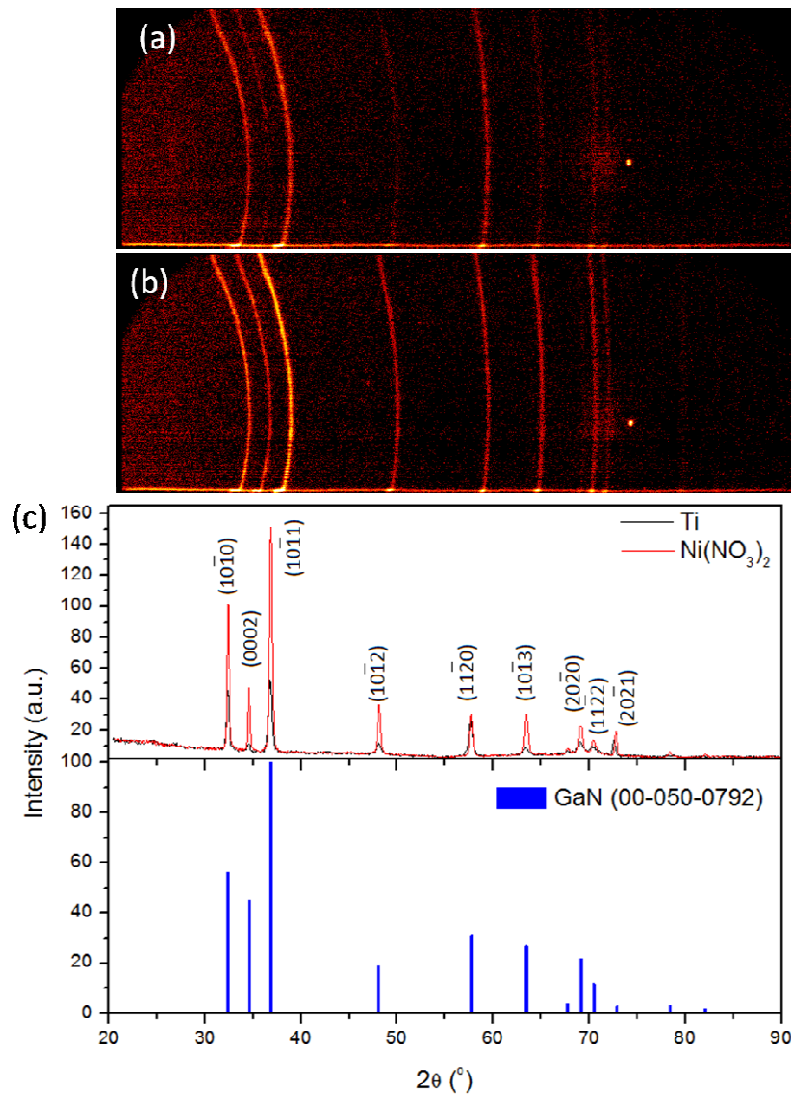 (a)
(b)
(c)
160
140
120
100
80
60
40
20
Ti
Ni(NO₃)₂
(101̅0)
(0002)
(101̅1)
(101̅2)
(112̅0)
(101̅3)
(202̅0)
(112̅2)
(202̅1)
Intensity (a.u.)
100
80
60
40
20
0
GaN (00-050-0792)
20 30 40 50 60 70 80 90
2θ (°)